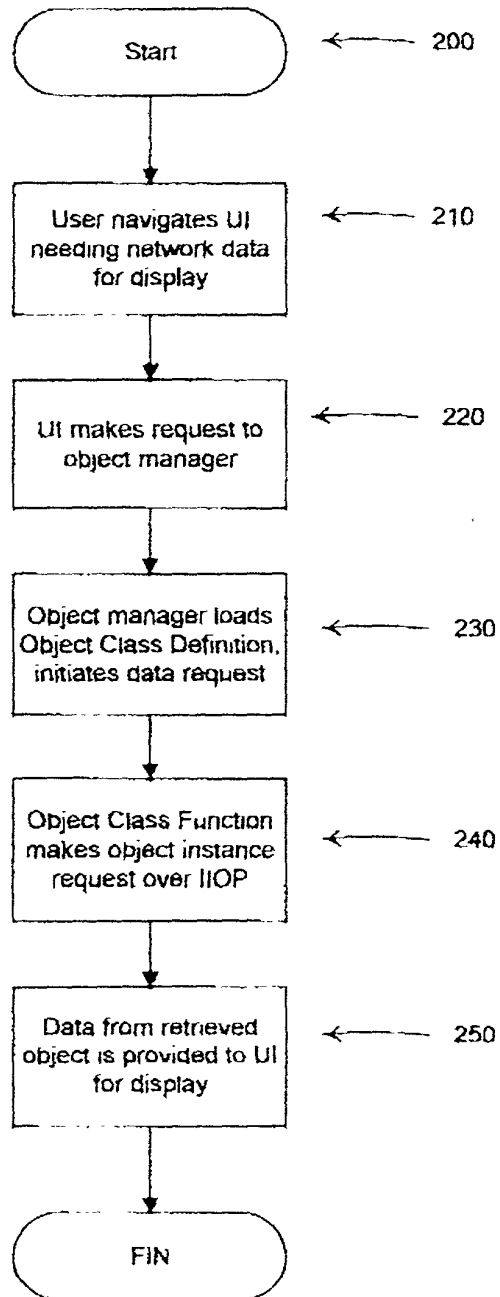 Start
200
User navigates UI
needing network data
for display
210
UI makes request to
object manager
220
Object manager loads
Object Class Definition,
initiates data request
230
Object Class Function
makes object instance
request over IIOP
240
Data from retrieved
object is provided to UI
for display
250
FIN